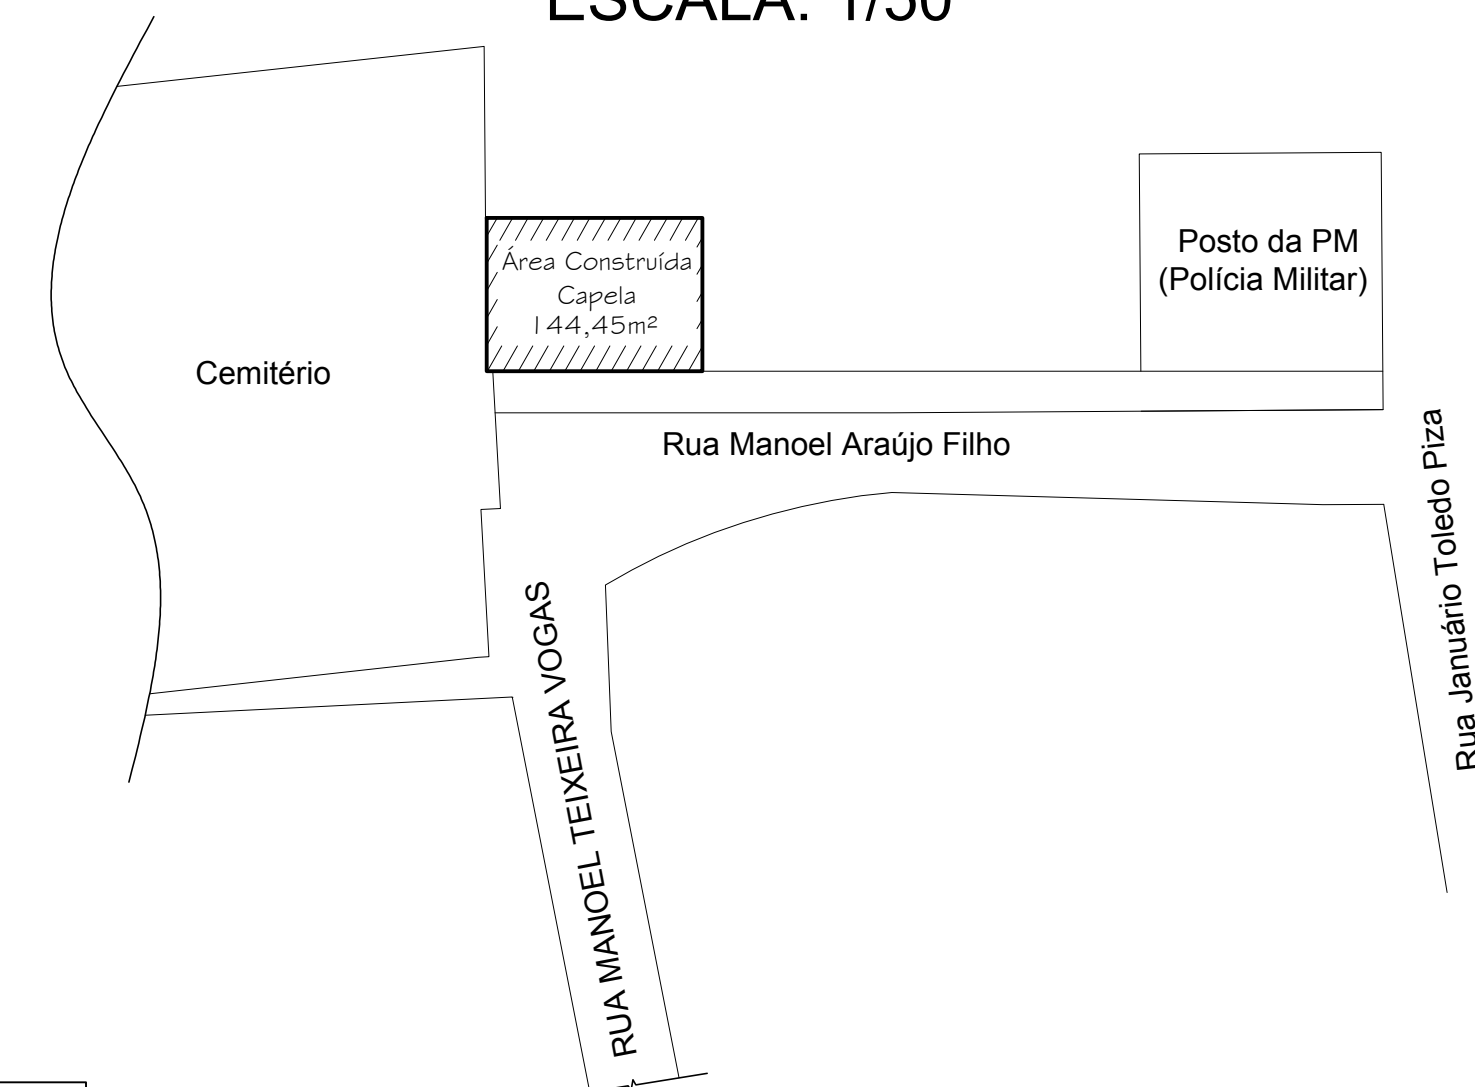 ESCALA: 1/50
Posto da PM
(Polícia Militar)
Área Construída
Capela
144,45m²
Cemitério
Rua Manoel Araújo Filho
Rua Januário Toledo Piza
RUA MANOEL TEIXEIRA VOGAS